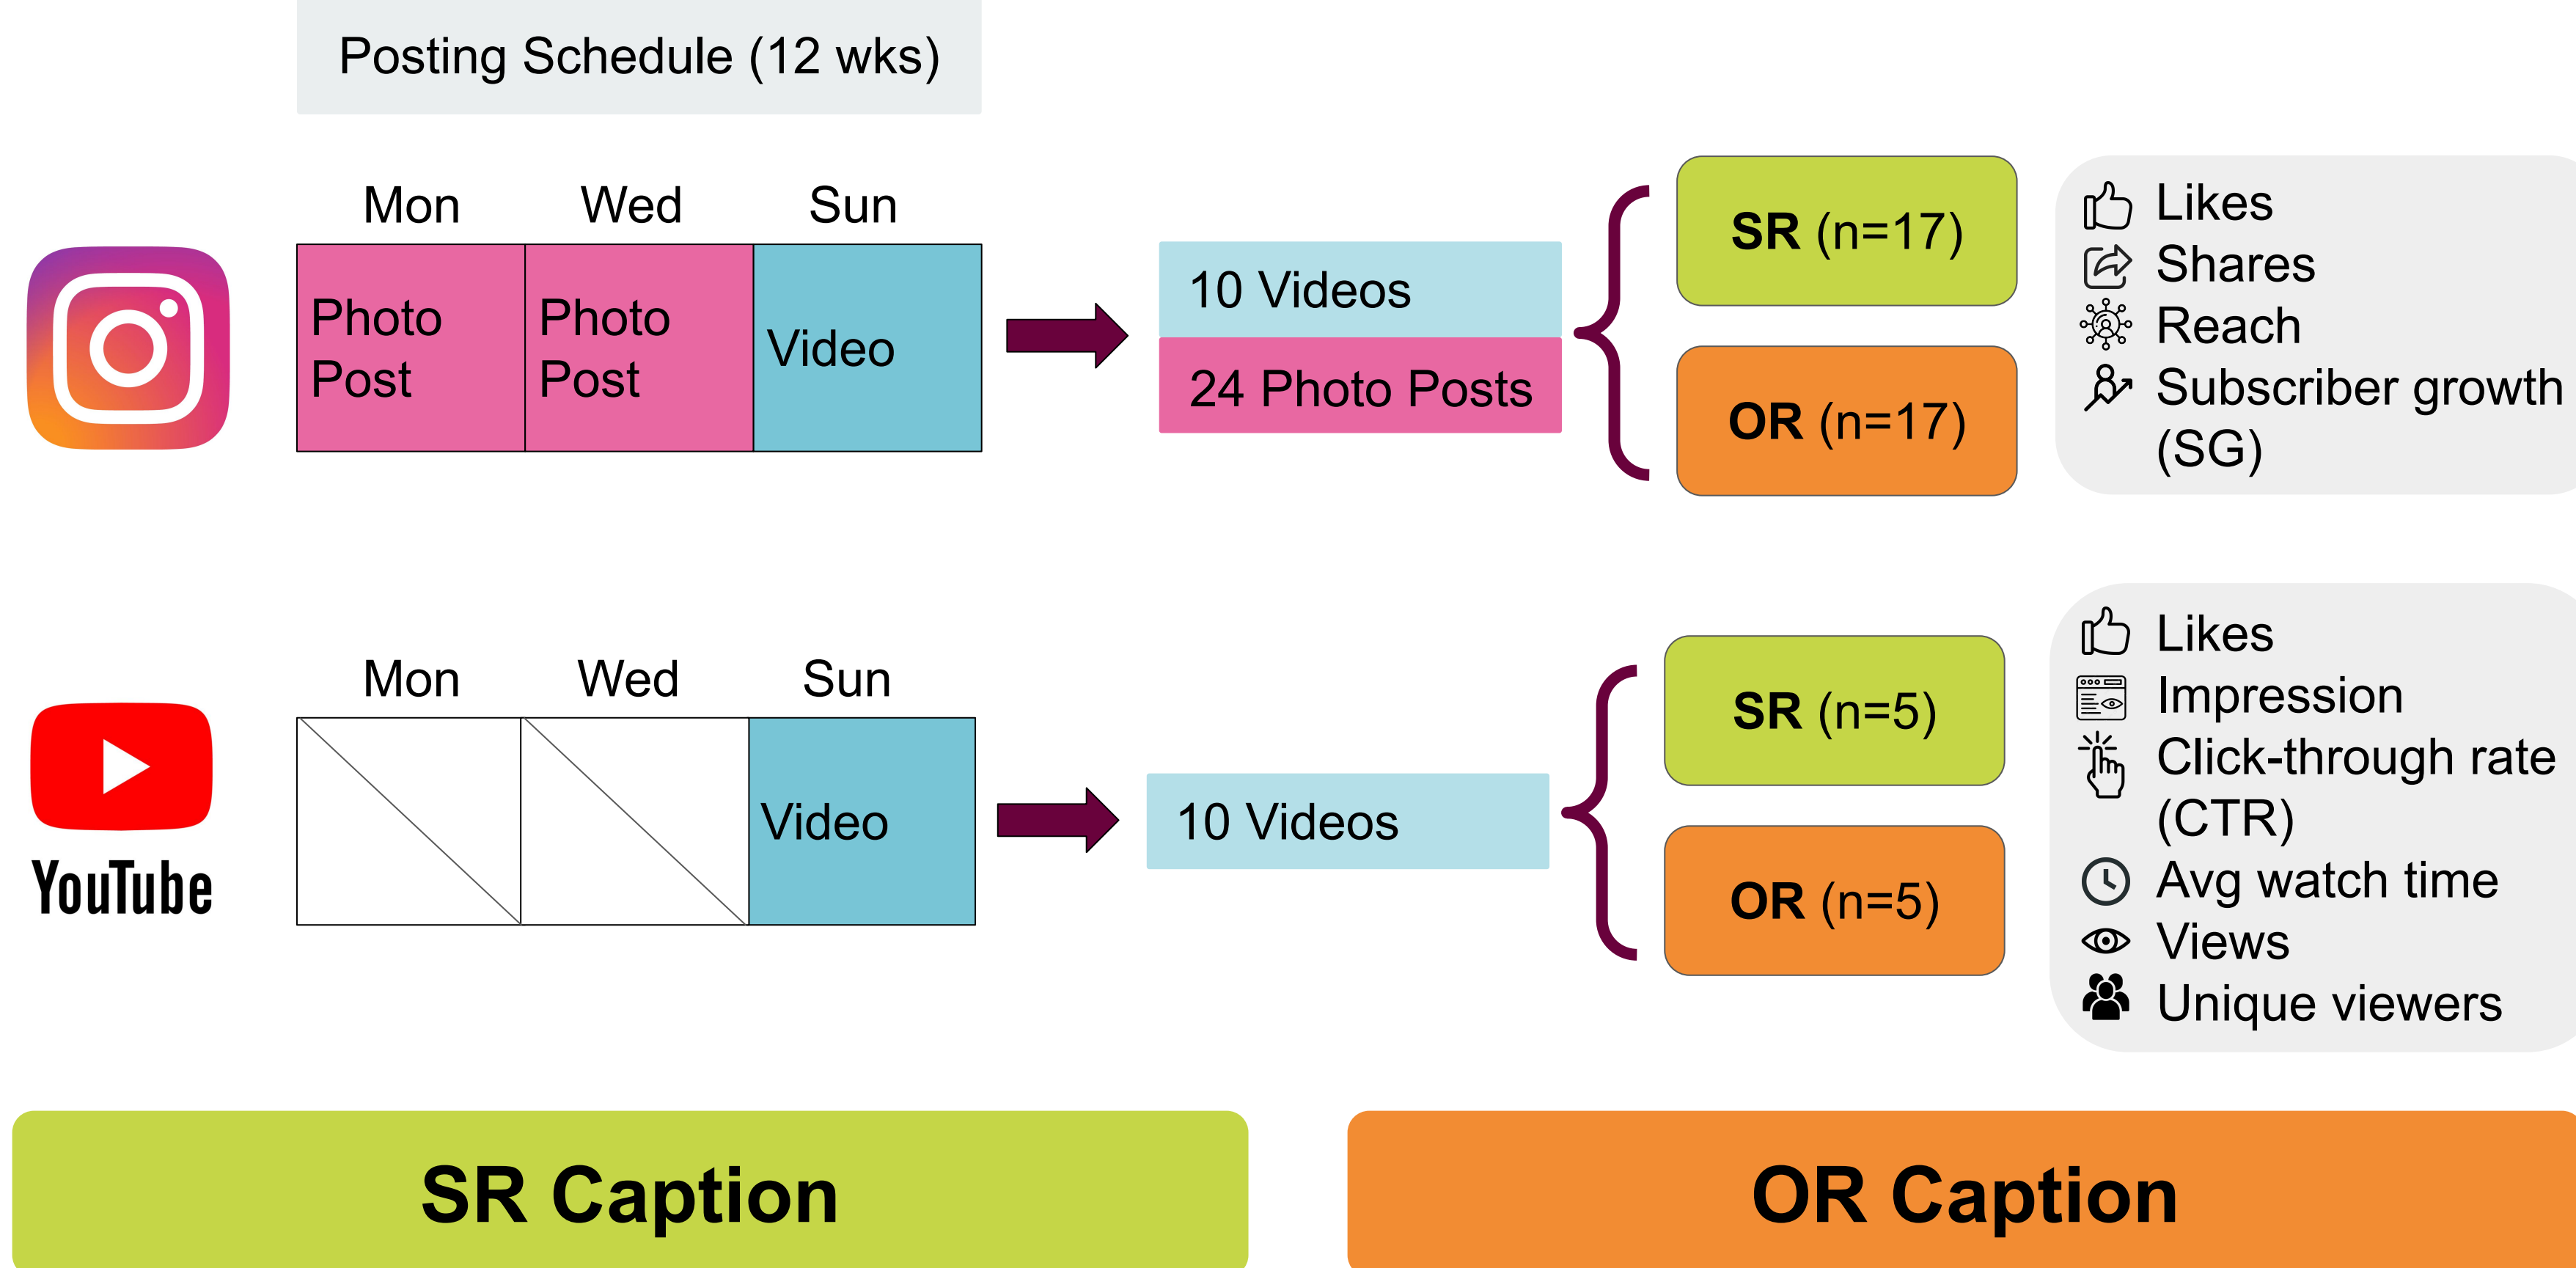 Posting Schedule (12 wks)
Mon Wed Sun
Photo Post
Photo Post
Video
10 Videos
24 Photo Posts
SR (n=17)
OR (n=17)
Likes
Shares
Reach
Subscriber growth
(SG)
YouTube
Mon Wed Sun
Video
10 Videos
SR (n=5)
OR (n=5)
Likes
Impression
Click-through rate
(CTR)
Avg watch time
Views
Unique viewers
SR Caption
OR Caption